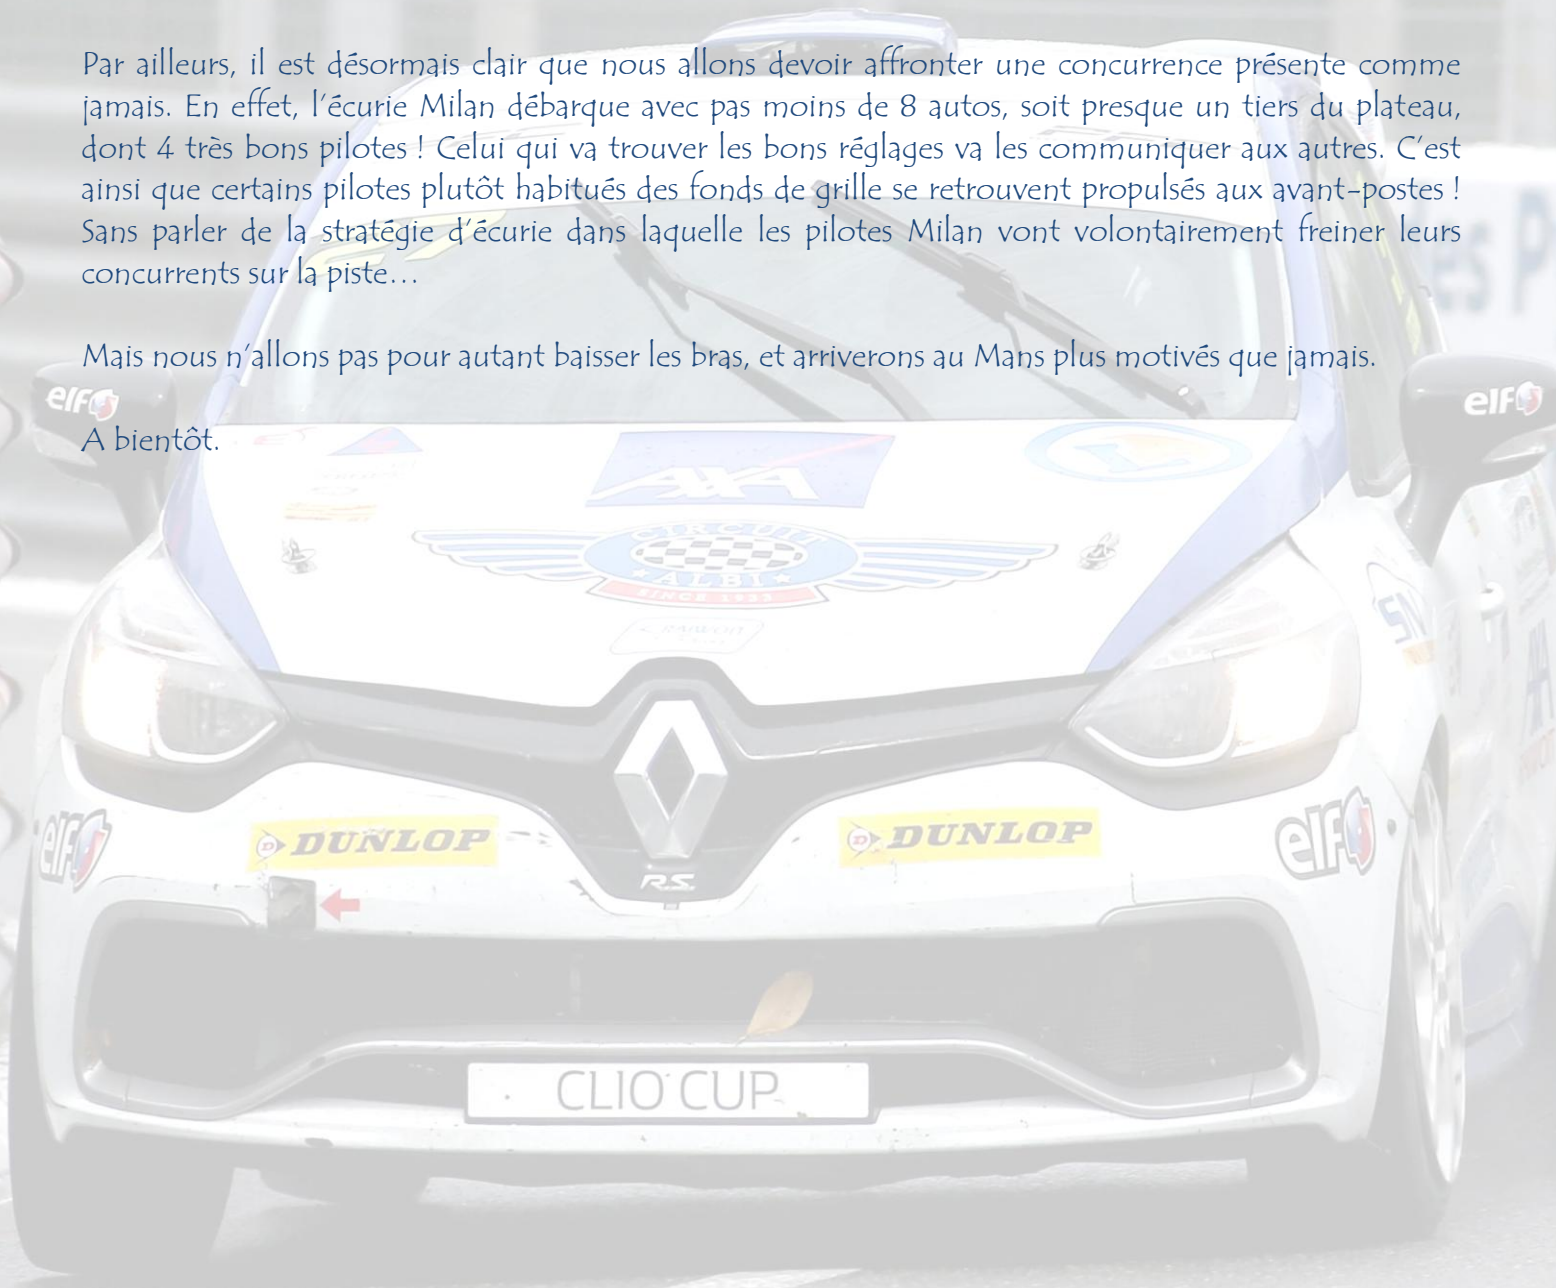 Par ailleurs, il est désormais clair que nous allons devoir affronter une concurrence présente comme
jamais. En effet, l’écurie Milan débarque avec pas moins de 8 autos, soit presque un tiers du plateau,
dont 4 très bons pilotes ! Celui qui va trouver les bons réglages va les communiquer aux autres. C’est
ainsi que certains pilotes plutôt habitués des fonds de grille se retrouvent propulsés aux avant-postes !
Sans parler de la stratégie d’écurie dans laquelle les pilotes Milan vont volontairement freiner leurs
concurrents sur la piste…
Mais nous n’allons pas pour autant baisser les bras, et arriverons au Mans plus motivés que jamais.
elf
elf
A bientôt.
AXA
L
CIRCUIT
ALBI
SINCE 1933
elf
DUNLOP
DUNLOP
elf
R.S.
CLIO CUP